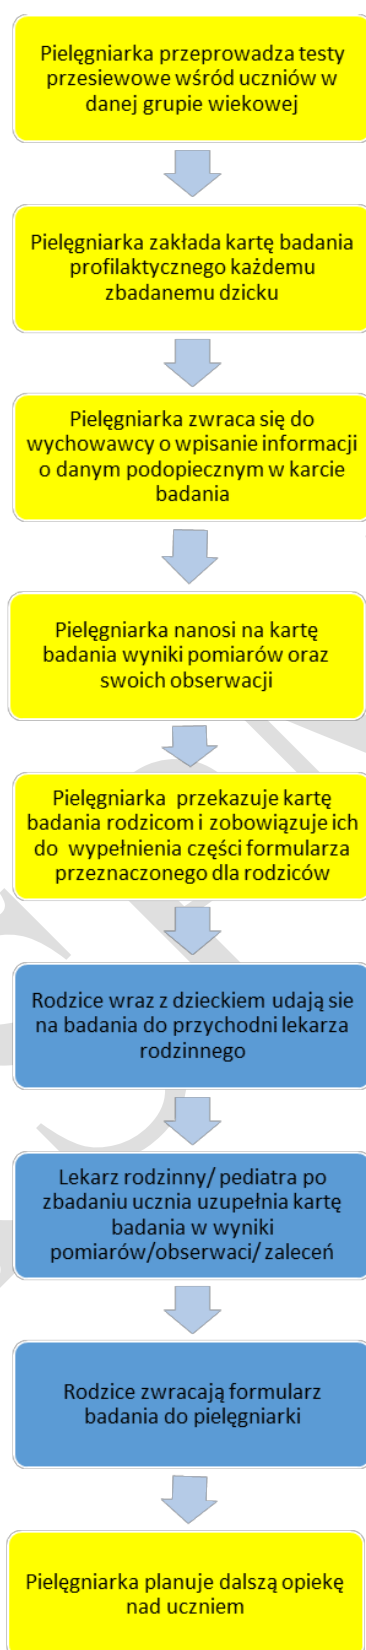 Pielęgniarka przeprowadza testy
przesiewowe wśród uczniów w
danej grupie wiekowej
Pielęgniarka zakłada kartę badania
profilaktycznego każdemu
zbadanemu dzicku
Pielęgniarka zwraca się do
wychowawcy o wpisanie informacji
o danym podopiecznym w karcie
badania
Pielęgniarka nanosi na kartę
badania wyniki pomiarów oraz
swoich obserwacji
Pielęgniarka przekazuje kartę
badania rodzicom i zobowiązuje ich
do wypełnienia części formularza
przeznaczonego dla rodziców
Rodzice wraz z dzieckiem udają sie
na badania do przychodni lekarza
rodzinnego
Lekarz rodzinny/ pediatra po
zbadaniu ucznia uzupełnia kartę
badania w wyniki
pomiarów/obserwaci/ zaleceń
Rodzice zwracają formularz
badania do pielęgniarki
Pielęgniarka planuje dalszą opiekę
nad uczniem